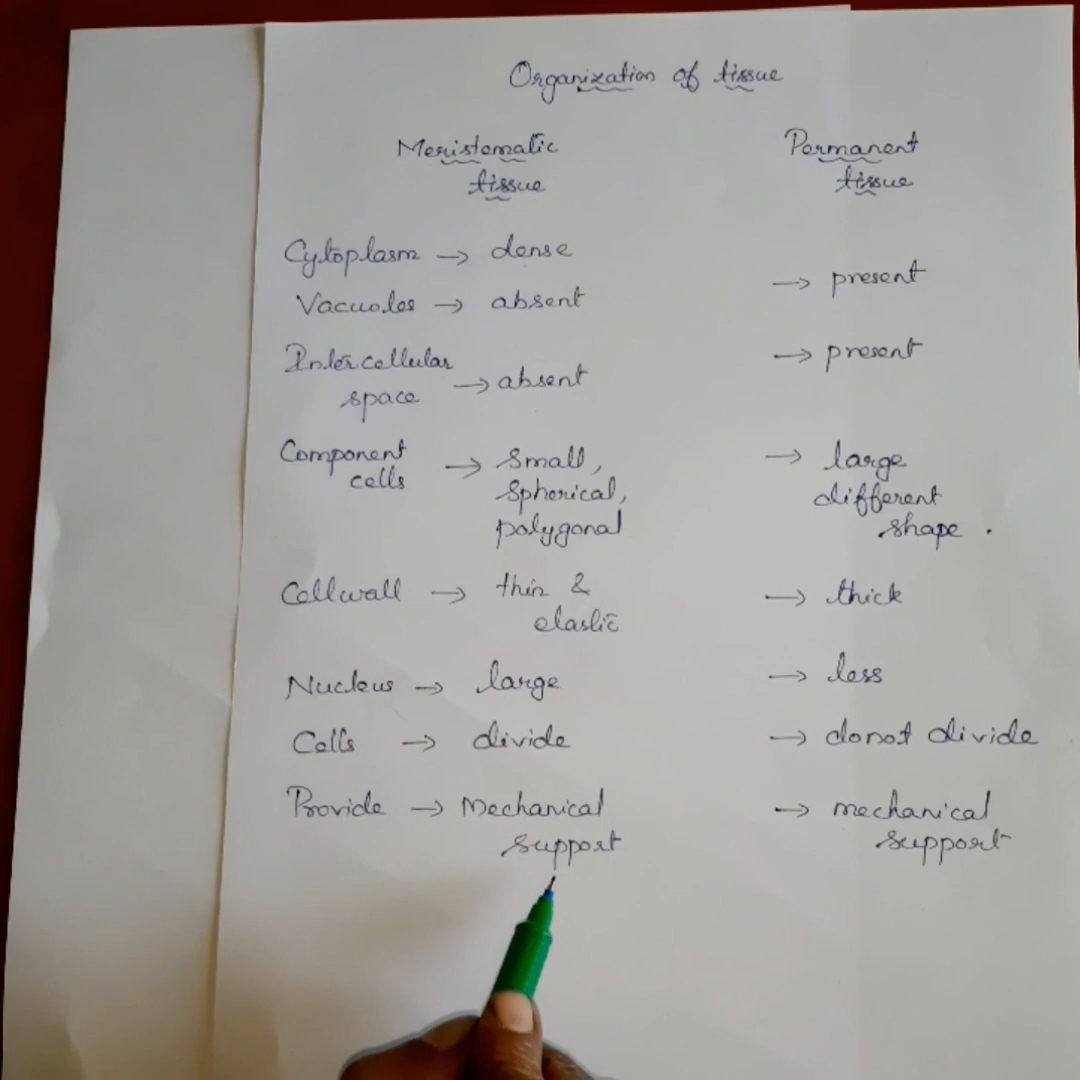 Organization of tissue
Meristematic tissue
Permanent tissue
Cytoplasm → dense
Vacuoles → absent
→ present
Intercellular space → absent
→ present
Component cells → small, spherical, polygonal
→ large different shape.
Cellwall → thin & elastic
→ thick
Nucleus → large
→ less
Cells → divide
→ donot divide
Provide → Mechanical support
→ mechanical support